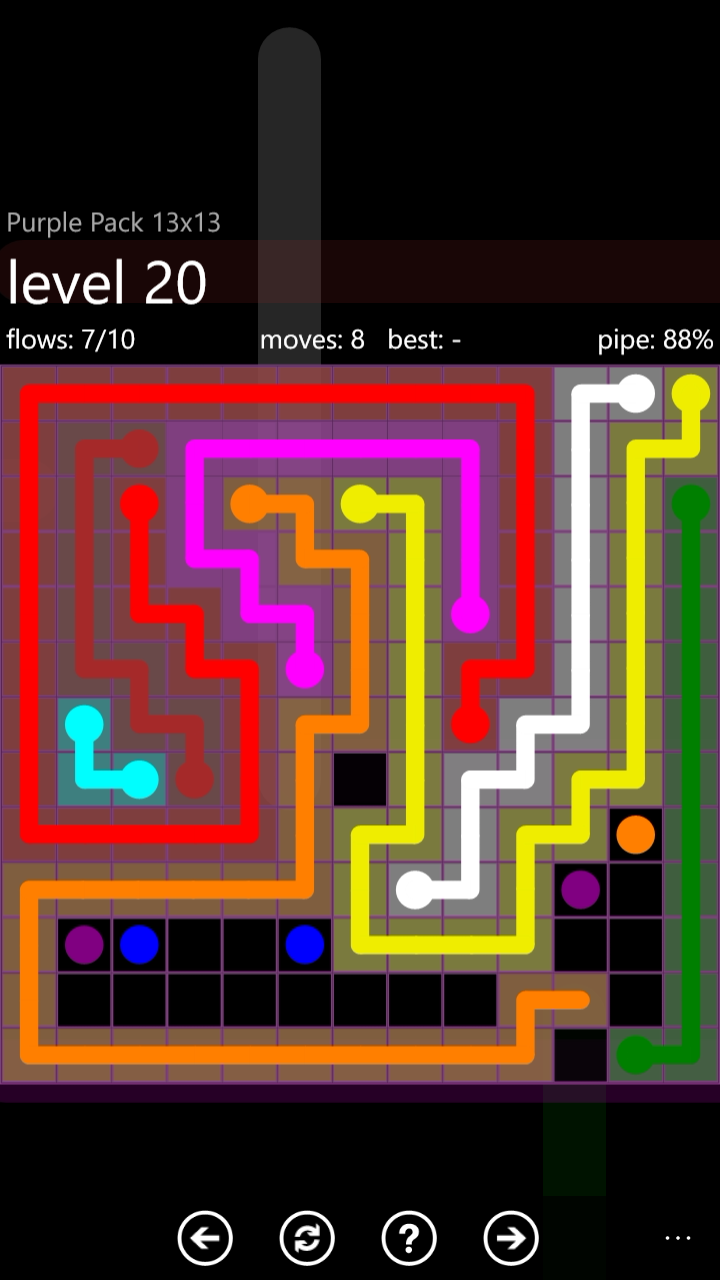 Purple Pack 13x13
level 20
flows: 7/10 moves: 8 best: - pipe: 88%
?
...